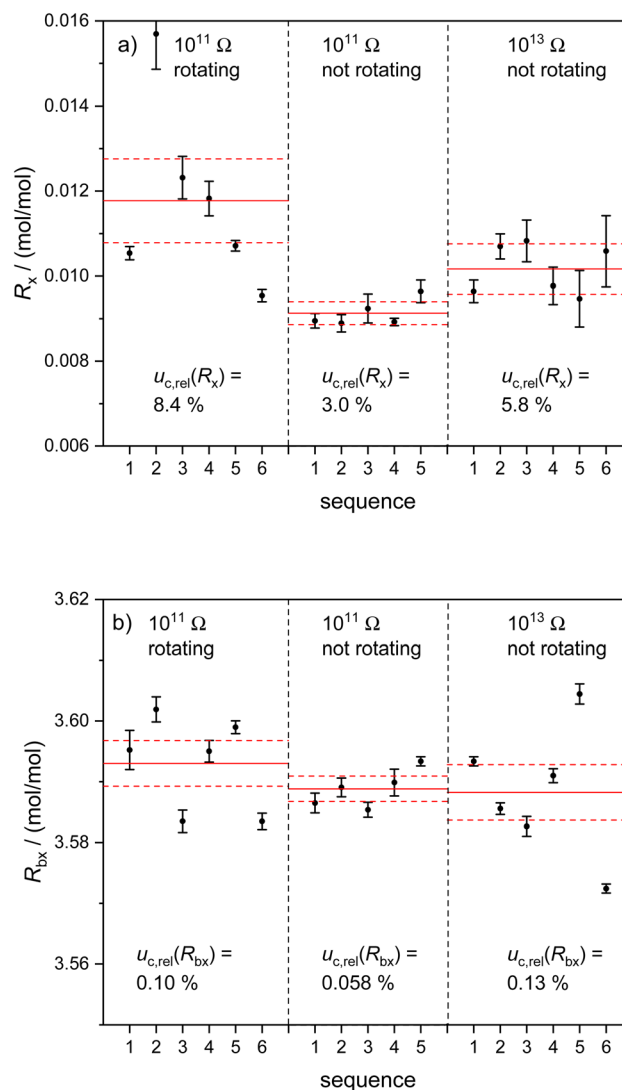 a)
10¹¹ Ω
rotating
10¹¹ Ω
not rotating
10¹³ Ω
not rotating
0.016
0.014
0.012
0.010
0.008
0.006
Rₓ / (mol/mol)
u_c,rel(Rₓ) =
8.4 %
u_c,rel(Rₓ) =
3.0 %
u_c,rel(Rₓ) =
5.8 %
1 2 3 4 5 6 1 2 3 4 5 1 2 3 4 5 6
sequence
b)
10¹¹ Ω
rotating
10¹¹ Ω
not rotating
10¹³ Ω
not rotating
3.62
3.60
3.58
3.56
R_bx / (mol/mol)
u_c,rel(R_bx) =
0.10 %
u_c,rel(R_bx) =
0.058 %
u_c,rel(R_bx) =
0.13 %
1 2 3 4 5 6 1 2 3 4 5 1 2 3 4 5 6
sequence